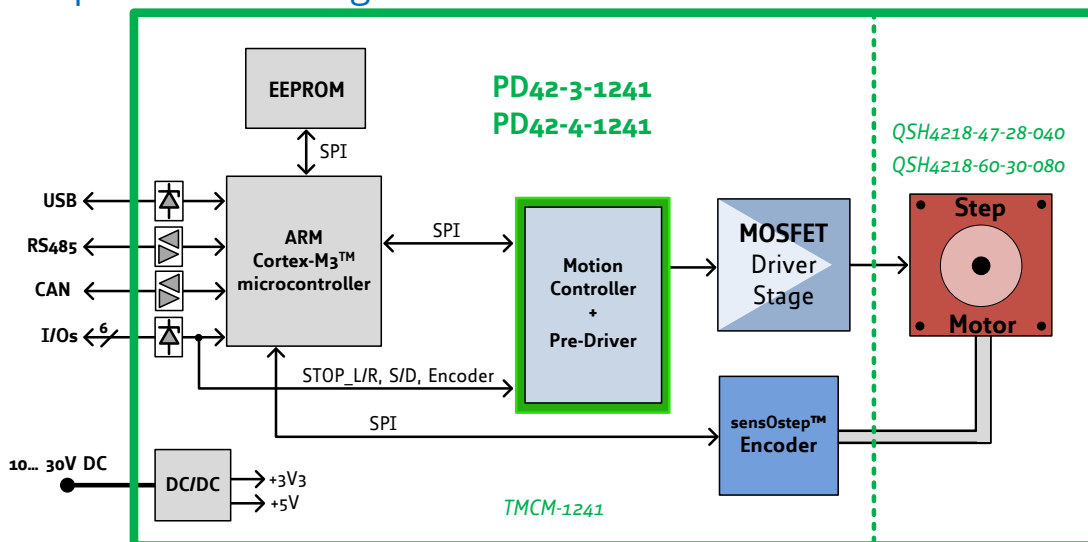 EEPROM
SPI
PD42-3-1241
PD42-4-1241
QSH4218-47-28-040
QSH4218-60-30-080
USB
RS485
CAN
I/Os
6
ARM
Cortex-M3™
microcontroller
SPI
Motion
Controller
+
Pre-Driver
MOSFET
Driver
Stage
Step
Motor
STOP_L/R, S/D, Encoder
SPI
sensOstep™
Encoder
10... 30V DC
DC/DC
+3V3
+5V
TMCM-1241